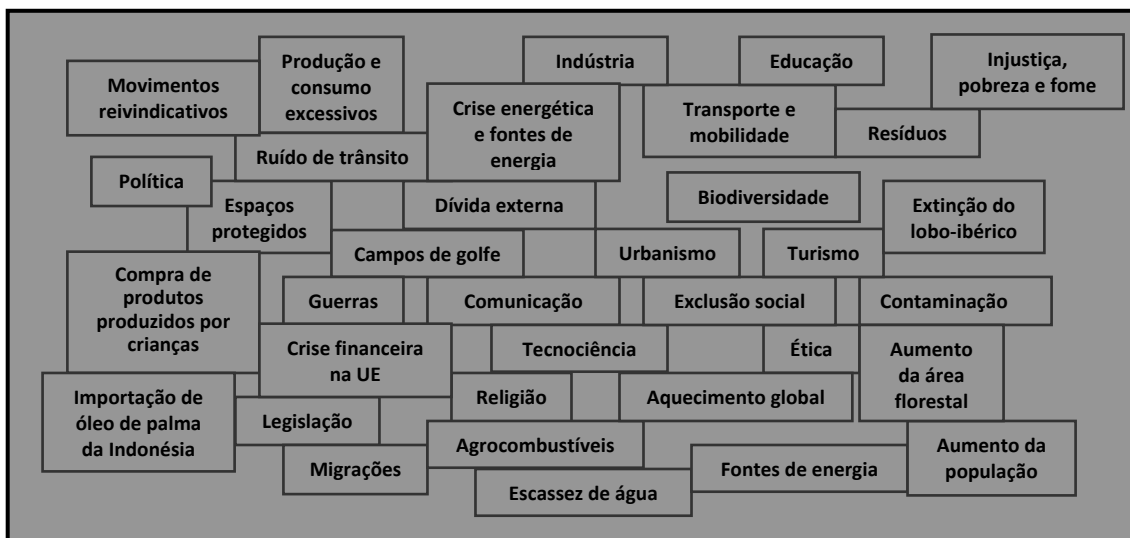 Movimentos
reivindicativos
Produção e
consumo
excessivos
Indústria
Educação
Injustiça,
pobreza e fome
Crise energética
e fontes de
energia
Transporte e
mobilidade
Resíduos
Ruído de trânsito
Política
Espaços
protegidos
Dívida externa
Biodiversidade
Extinção do
lobo-ibérico
Campos de golfe
Urbanismo
Turismo
Compra de
produtos
produzidos por
crianças
Guerras
Comunicação
Exclusão social
Contaminação
Crise financeira
na UE
Tecnociência
Ética
Aumento
da área
florestal
Importação de
óleo de palma
da Indonésia
Legislação
Religião
Aquecimento global
Migrações
Agrocombustíveis
Fontes de energia
Aumento da
população
Escassez de água